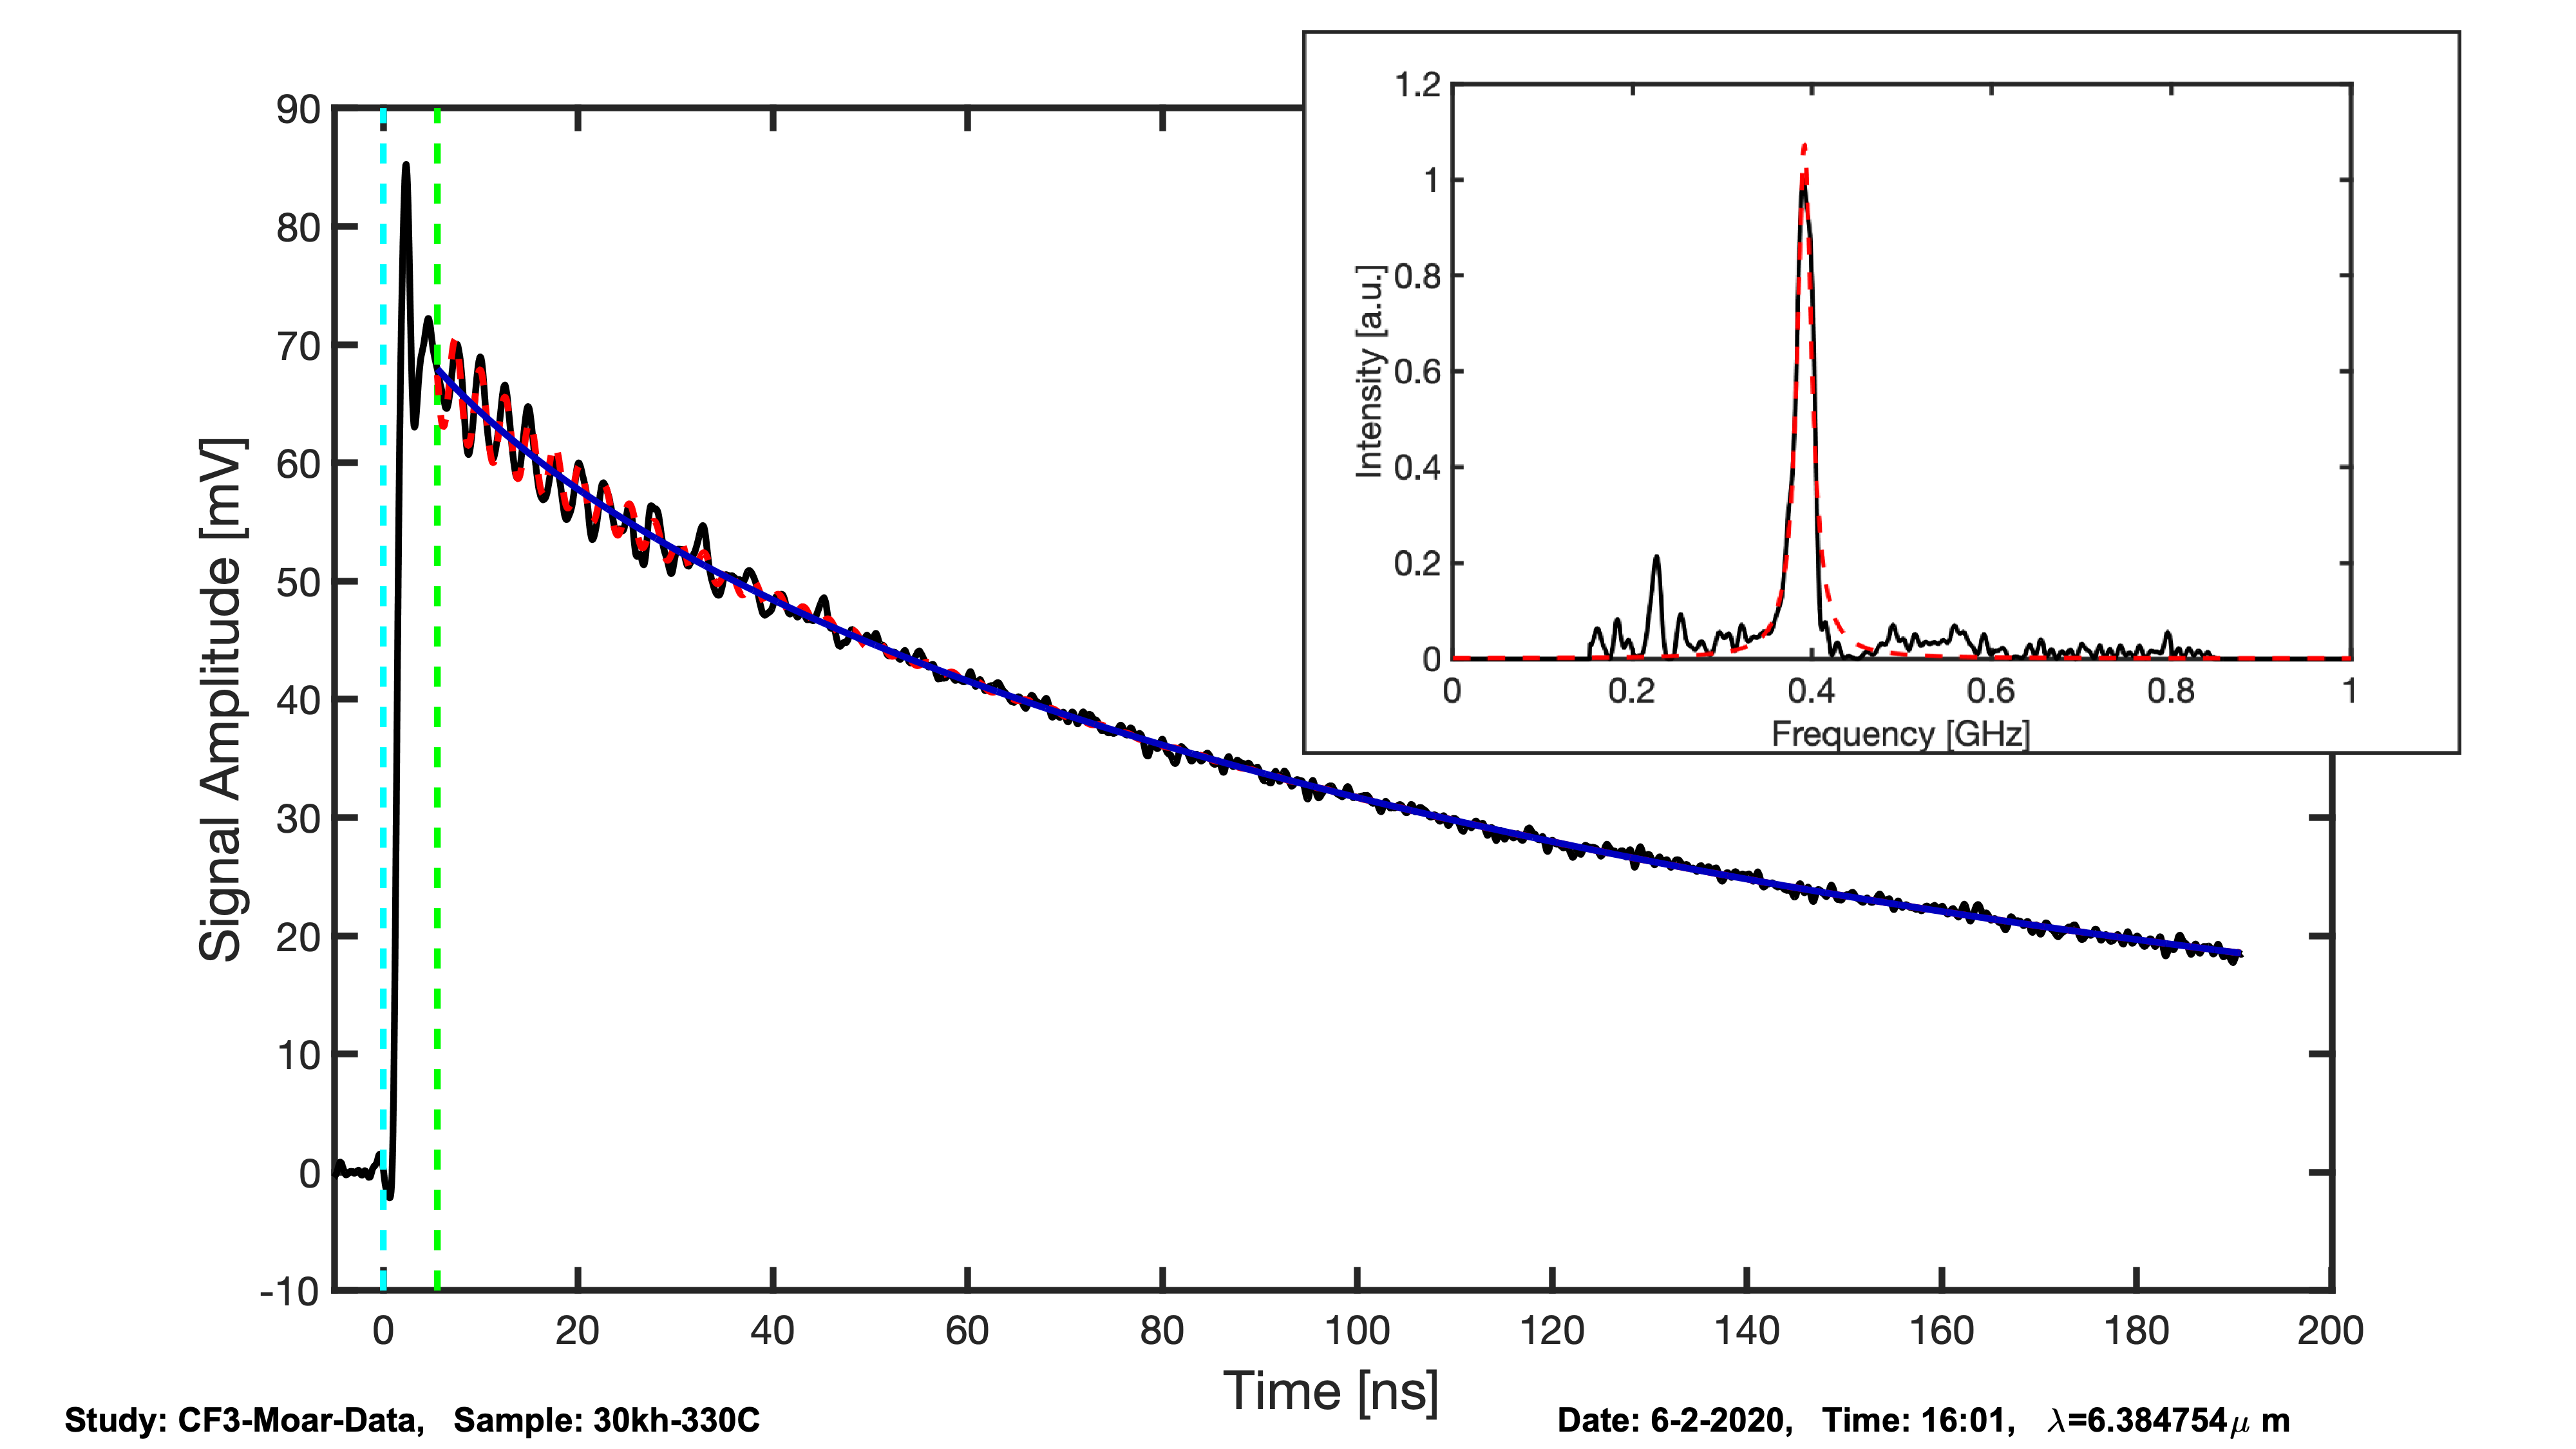 1.2
1
0.8
0.6
0.4
0.2
0
Intensity [a.u.]
0 0.2 0.4 0.6 0.8 1
Frequency [GHz]
90
80
70
60
50
40
30
20
10
0
-10
Signal Amplitude [mV]
0 20 40 60 80 100 120 140 160 180 200
Time [ns]
Study: CF3-Moar-Data, Sample: 30kh-330C
Date: 6-2-2020, Time: 16:01, λ=6.384754μ m